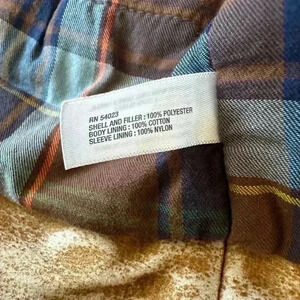 RN 54023
SHELL AND FILLER : 100% POLYESTER
BODY LINING : 100% COTTON
SLEEVE LINING : 100% NYLON